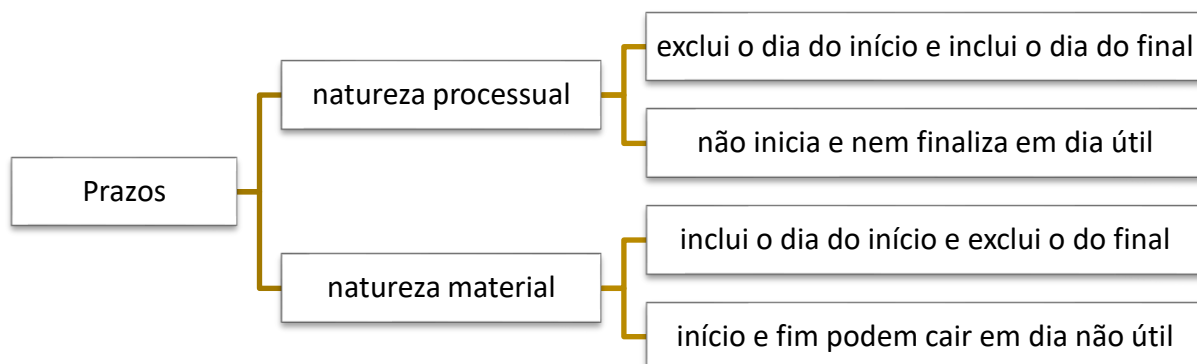 Prazos
natureza processual
exclui o dia do início e inclui o dia do final
não inicia e nem finaliza em dia útil
natureza material
inclui o dia do início e exclui o do final
início e fim podem cair em dia não útil